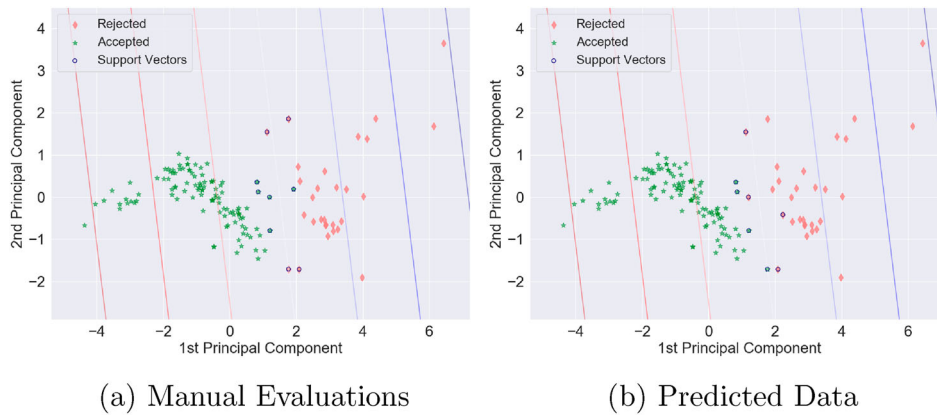 Rejected
Accepted
Support Vectors
4
3
2
1
0
−1
−2
2nd Principal Component
−4
−2
0
2
4
6
1st Principal Component
(a) Manual Evaluations
Rejected
Accepted
Support Vectors
4
3
2
1
0
−1
−2
2nd Principal Component
−4
−2
0
2
4
6
1st Principal Component
(b) Predicted Data